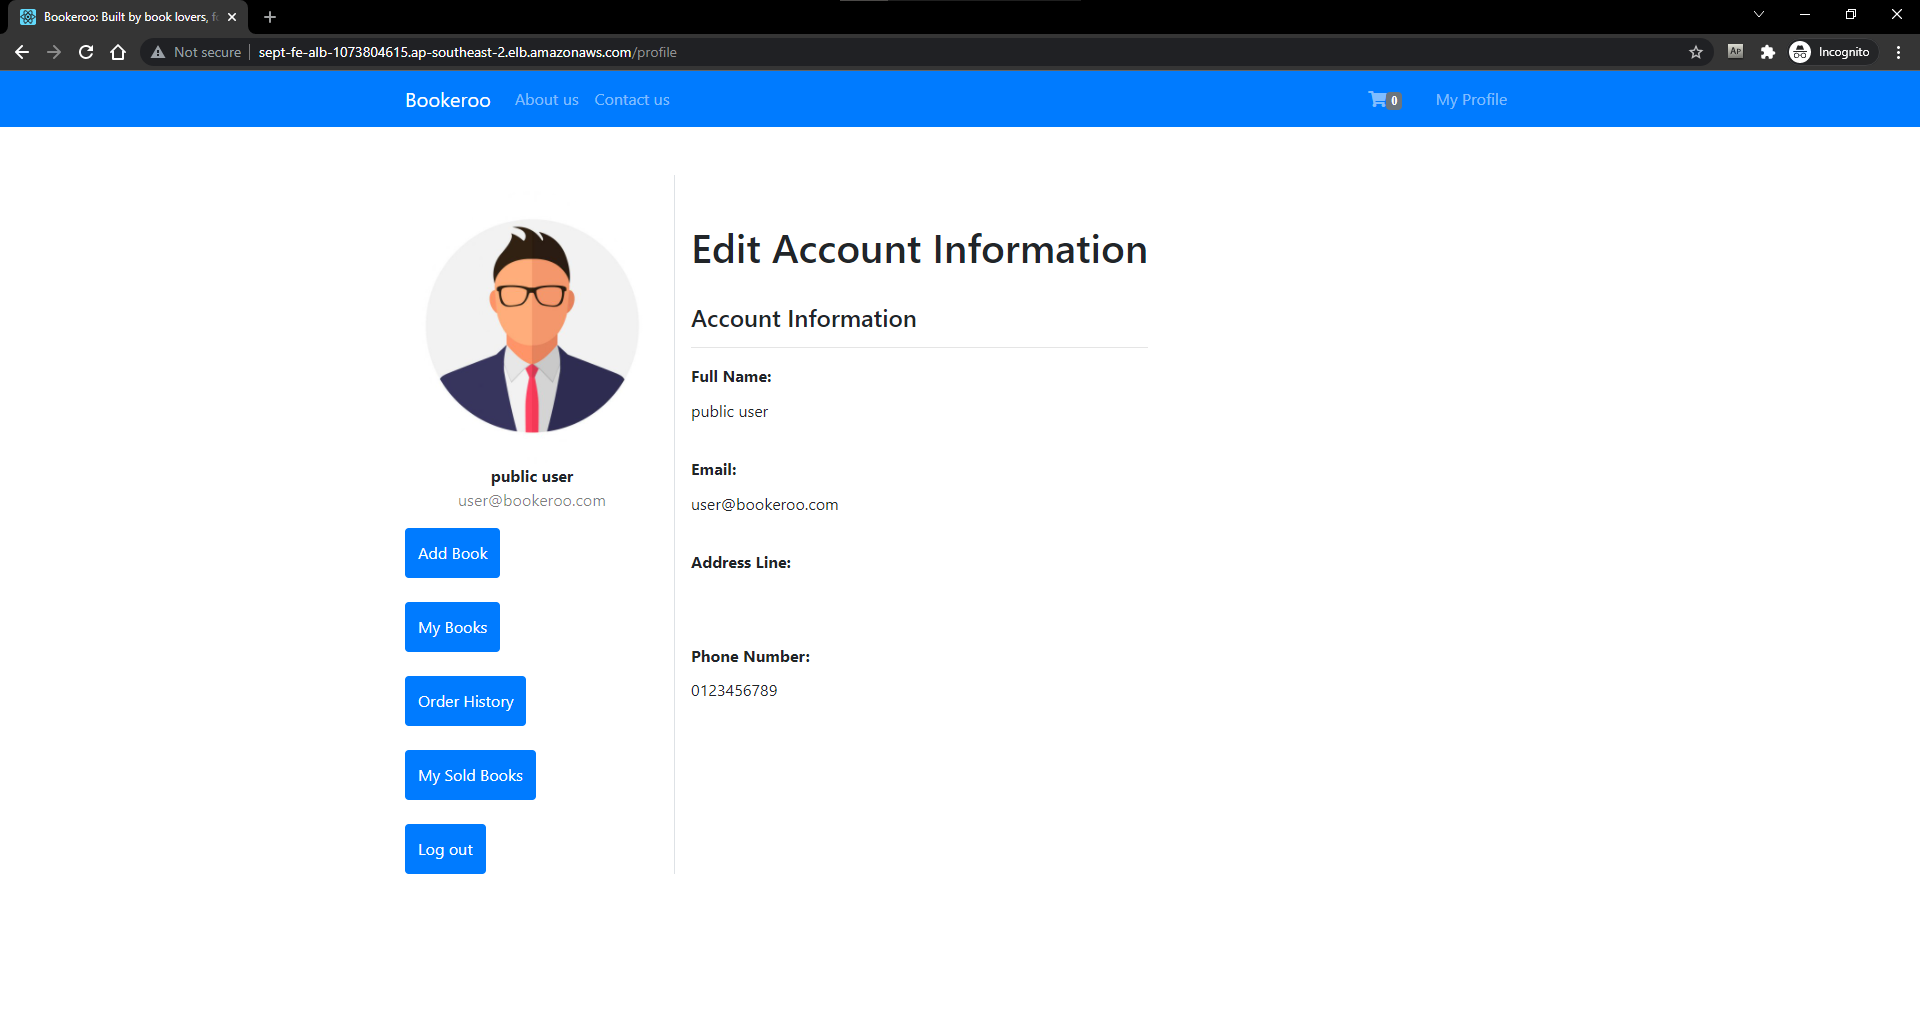 Bookeroo: Built by book lovers, f
Not secure
sept-fe-alb-1073804615.ap-southeast-2.elb.amazonaws.com/profile
AP
Incognito
Bookeroo
About us
Contact us
0
My Profile
public user
user@bookeroo.com
Add Book
My Books
Order History
My Sold Books
Log out
Edit Account Information
Account Information
Full Name:
public user
Email:
user@bookeroo.com
Address Line:
Phone Number:
0123456789